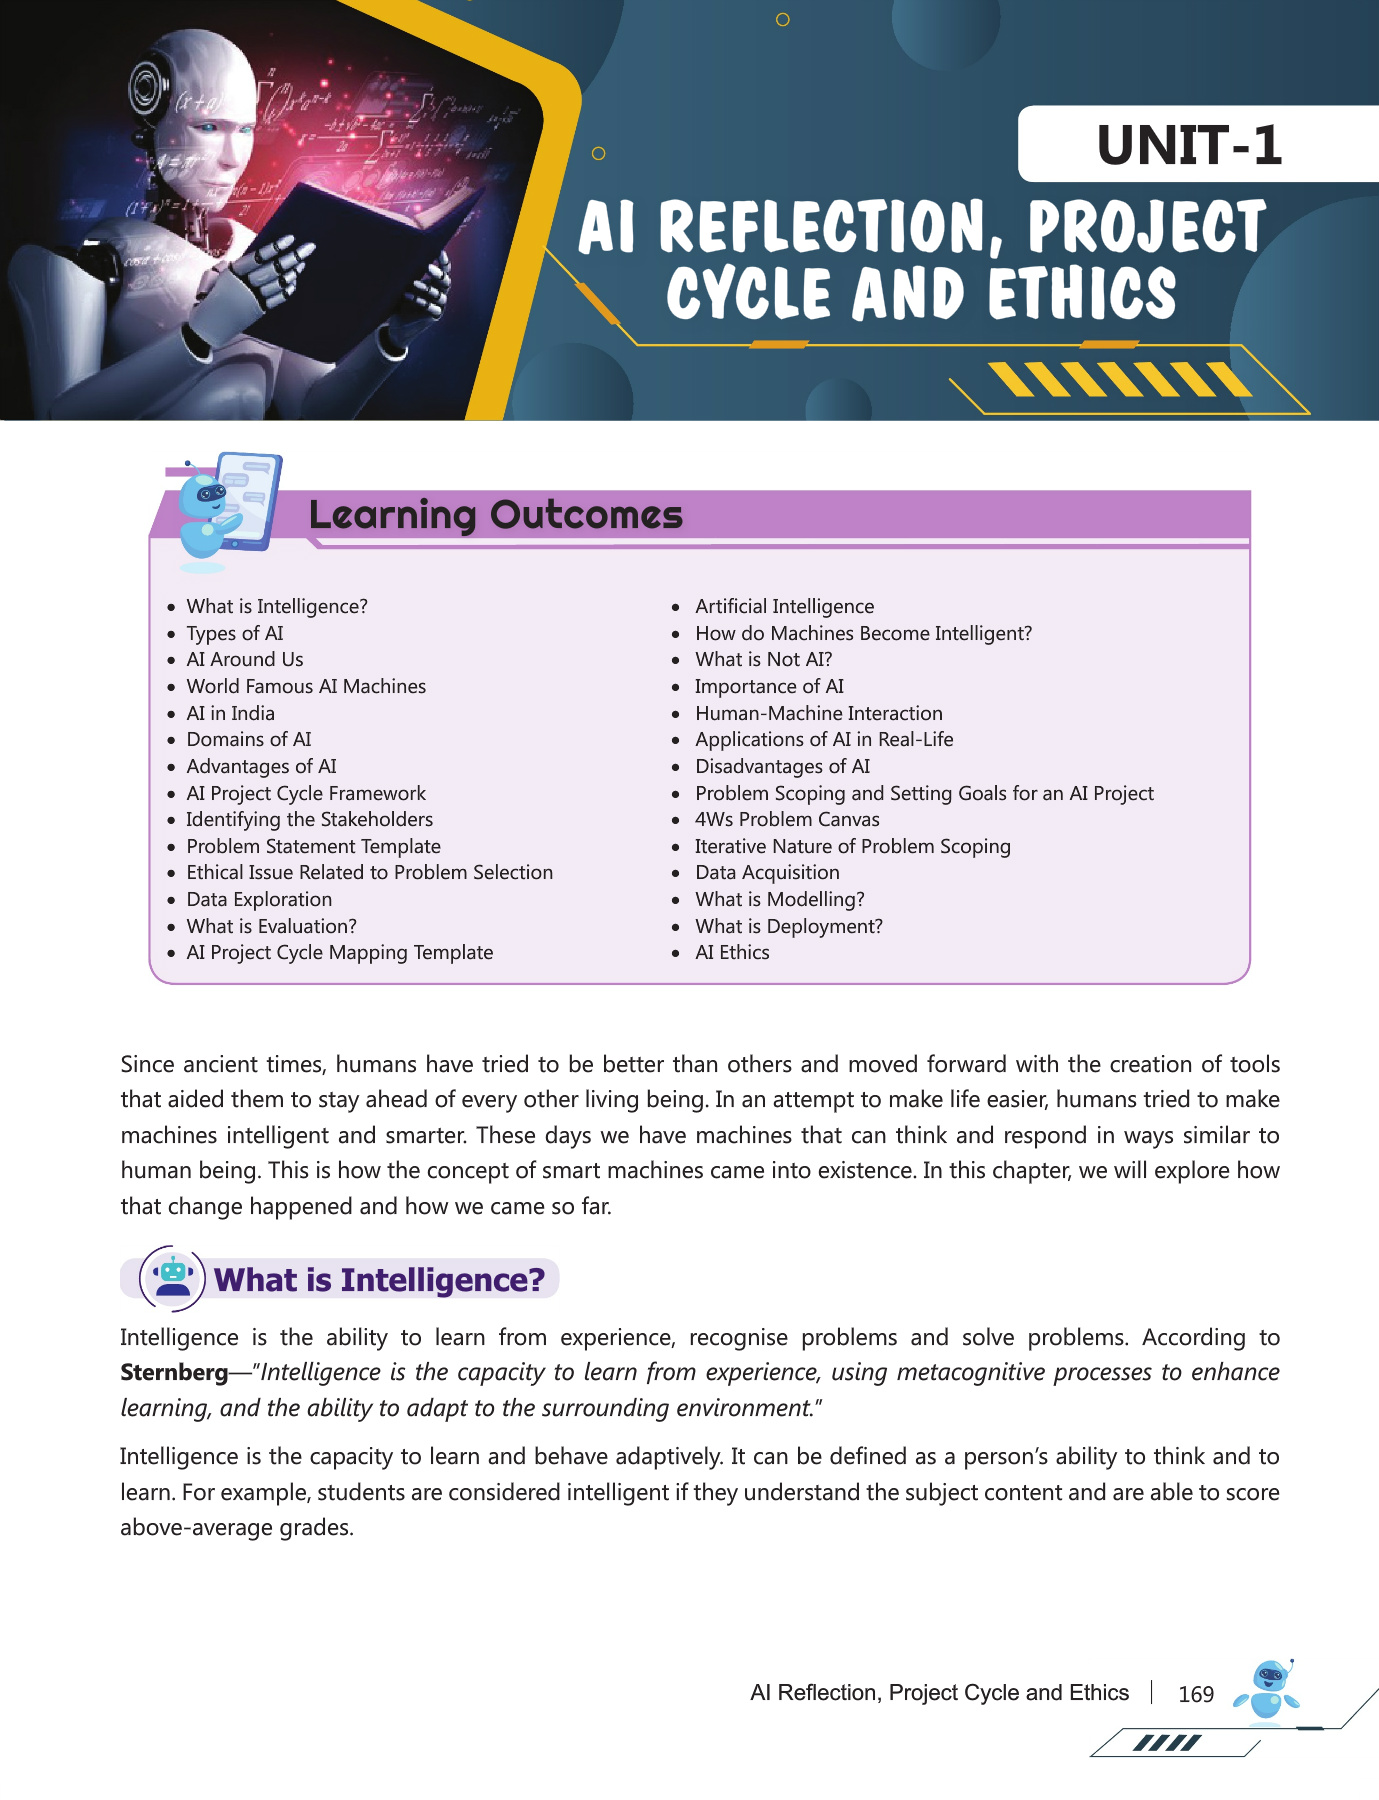 UNIT-1
AI REFLECTION, PROJECT
CYCLE AND ETHICS
Learning Outcomes
• What is Intelligence?
• Types of AI
• AI Around Us
• World Famous AI Machines
• AI in India
• Domains of AI
• Advantages of AI
• AI Project Cycle Framework
• Identifying the Stakeholders
• Problem Statement Template
• Ethical Issue Related to Problem Selection
• Data Exploration
• What is Evaluation?
• AI Project Cycle Mapping Template
• Artificial Intelligence
• How do Machines Become Intelligent?
• What is Not AI?
• Importance of AI
• Human-Machine Interaction
• Applications of AI in Real-Life
• Disadvantages of AI
• Problem Scoping and Setting Goals for an AI Project
• 4Ws Problem Canvas
• Iterative Nature of Problem Scoping
• Data Acquisition
• What is Modelling?
• What is Deployment?
• AI Ethics
Since ancient times, humans have tried to be better than others and moved forward with the creation of tools
that aided them to stay ahead of every other living being. In an attempt to make life easier, humans tried to make
machines intelligent and smarter. These days we have machines that can think and respond in ways similar to
human being. This is how the concept of smart machines came into existence. In this chapter, we will explore how
that change happened and how we came so far.
What is Intelligence?
Intelligence is the ability to learn from experience, recognise problems and solve problems. According to
Sternberg—"Intelligence is the capacity to learn from experience, using metacognitive processes to enhance
learning, and the ability to adapt to the surrounding environment."
Intelligence is the capacity to learn and behave adaptively. It can be defined as a person's ability to think and to
learn. For example, students are considered intelligent if they understand the subject content and are able to score
above-average grades.
AI Reflection, Project Cycle and Ethics
169